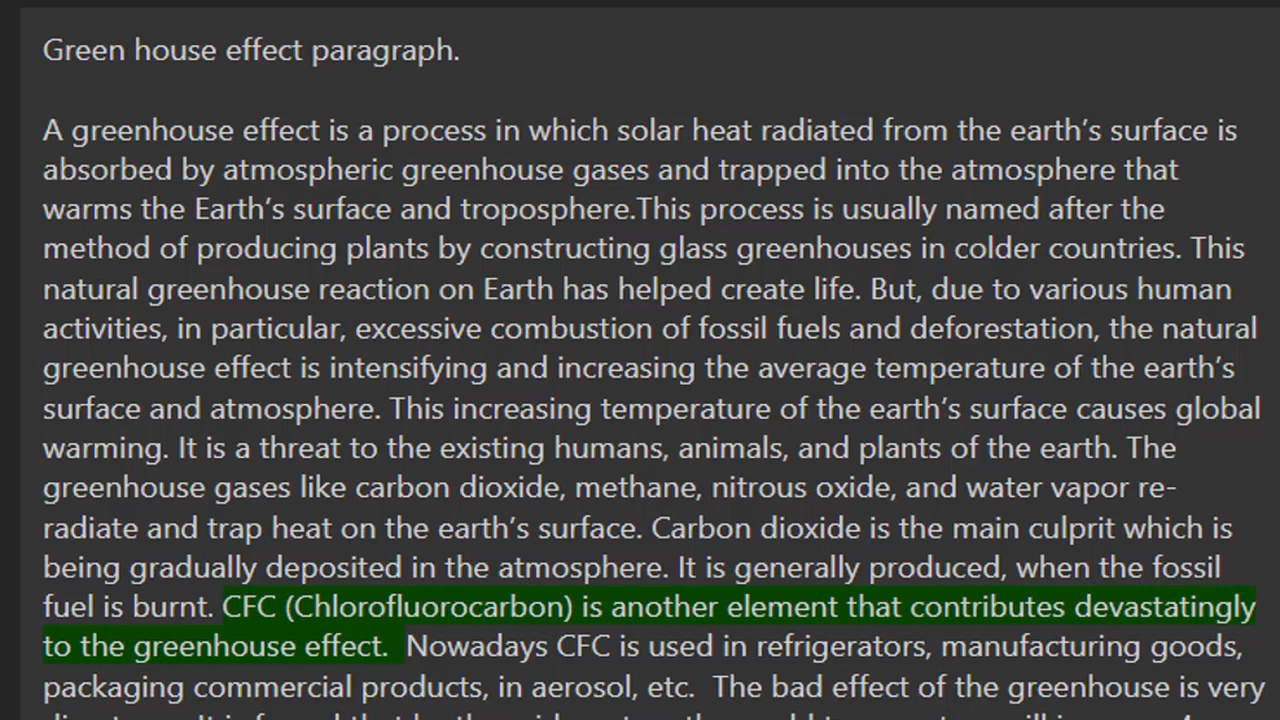 Green house effect paragraph.
A greenhouse effect is a process in which solar heat radiated from the earth’s surface is
absorbed by atmospheric greenhouse gases and trapped into the atmosphere that
warms the Earth’s surface and troposphere.This process is usually named after the
method of producing plants by constructing glass greenhouses in colder countries. This
natural greenhouse reaction on Earth has helped create life. But, due to various human
activities, in particular, excessive combustion of fossil fuels and deforestation, the natural
greenhouse effect is intensifying and increasing the average temperature of the earth’s
surface and atmosphere. This increasing temperature of the earth’s surface causes global
warming. It is a threat to the existing humans, animals, and plants of the earth. The
greenhouse gases like carbon dioxide, methane, nitrous oxide, and water vapor re-
radiate and trap heat on the earth’s surface. Carbon dioxide is the main culprit which is
being gradually deposited in the atmosphere. It is generally produced, when the fossil
fuel is burnt. CFC (Chlorofluorocarbon) is another element that contributes devastatingly
to the greenhouse effect.  Nowadays CFC is used in refrigerators, manufacturing goods,
packaging commercial products, in aerosol, etc.  The bad effect of the greenhouse is very